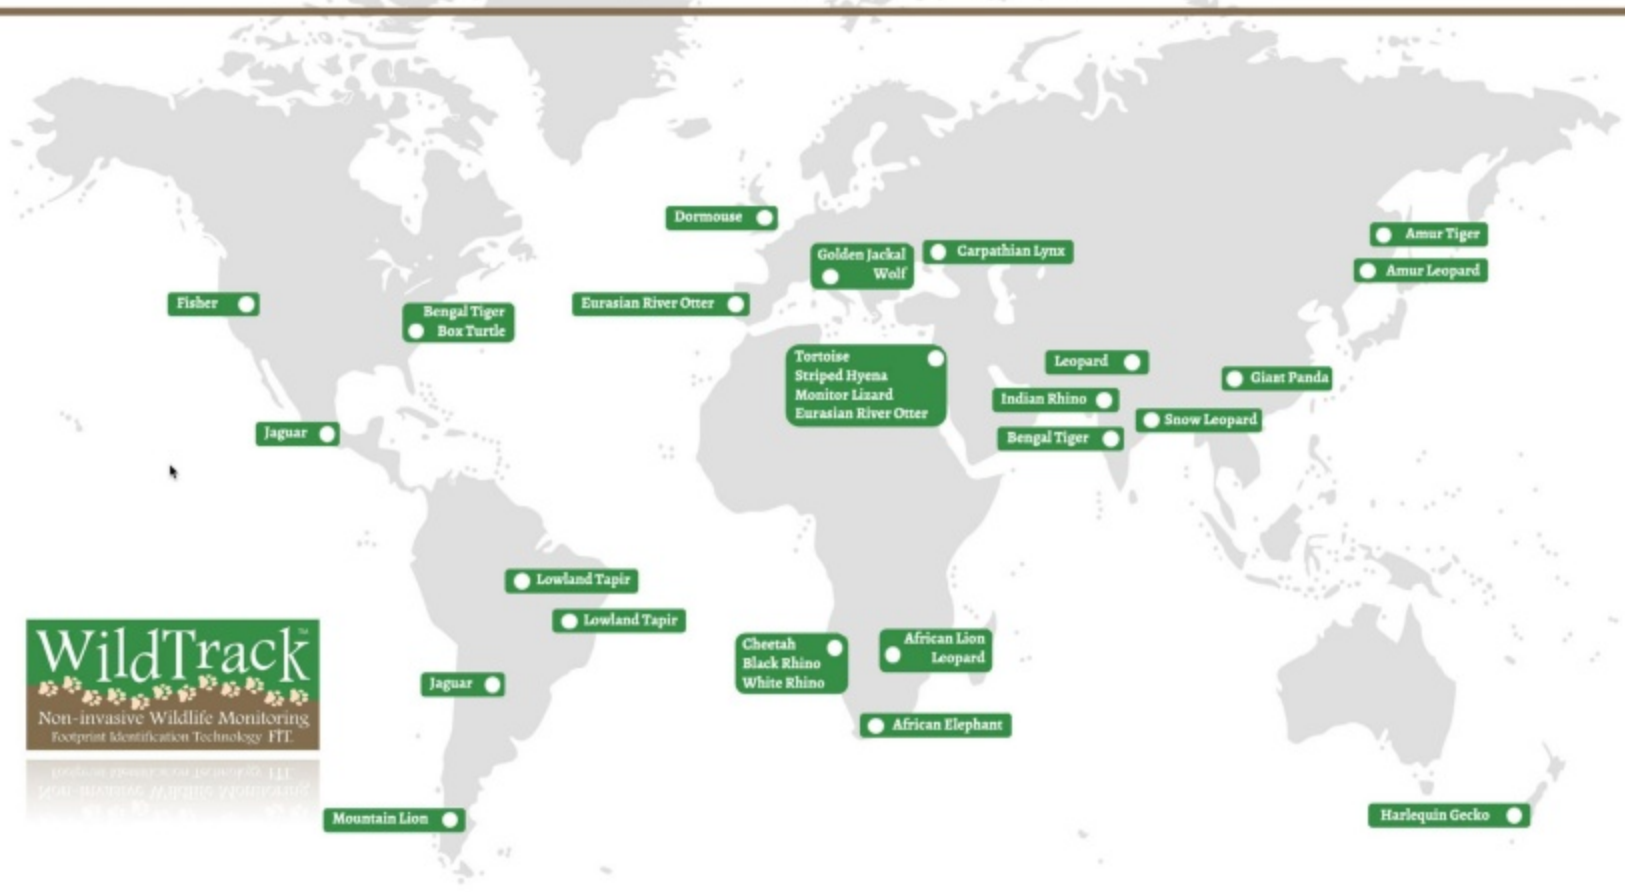 Dormouse
Golden Jackal
Wolf
Carpathian Lynx
Amur Tiger
Amur Leopard
Fisher
Bengal Tiger
Box Turtle
Eurasian River Otter
Tortoise
Striped Hyena
Monitor Lizard
Eurasian River Otter
Leopard
Indian Rhino
Giant Panda
Snow Leopard
Bengal Tiger
Jaguar
Lowland Tapir
Lowland Tapir
Cheetah
Black Rhino
White Rhino
African Lion
Leopard
Jaguar
African Elephant
WildTrack™
Non-invasive Wildlife Monitoring
Footprint Identification Technology FIT.
Mountain Lion
Harlequin Gecko